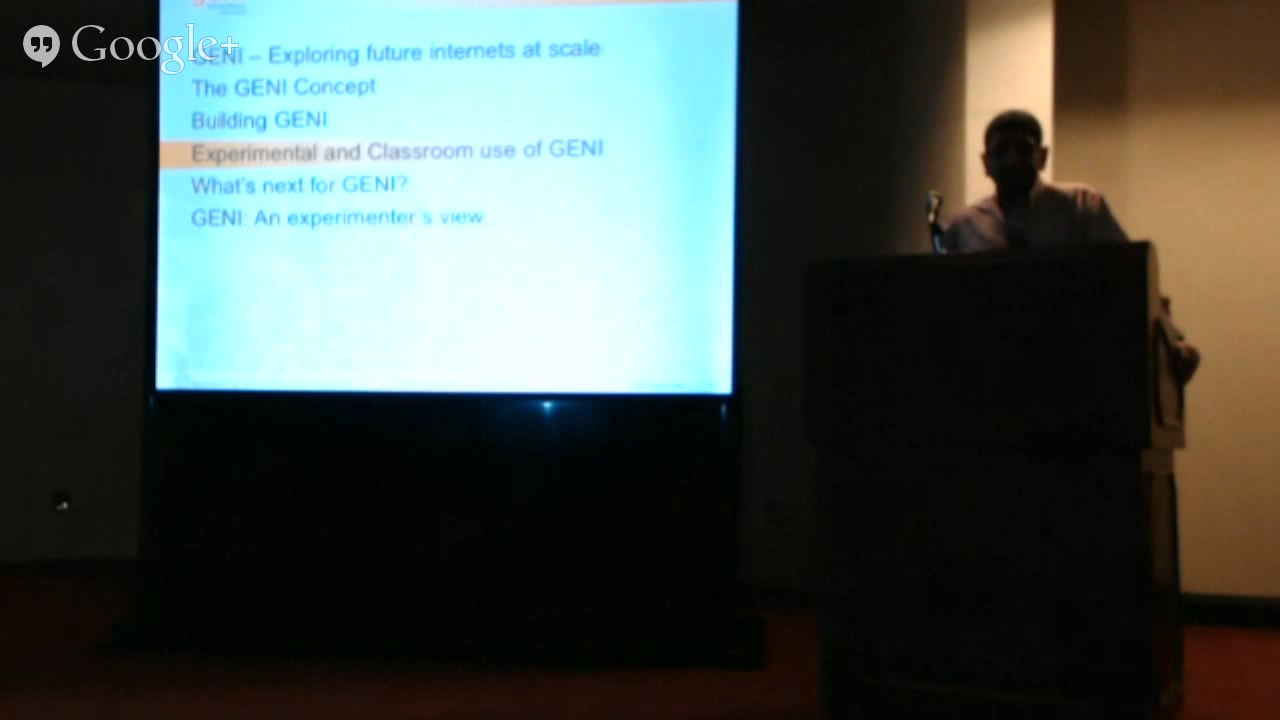 Google+
GENI – Exploring future internets at scale
The GENI Concept
Building GENI
Experimental and Classroom use of GENI
What's next for GENI?
GENI: An experimenter s view